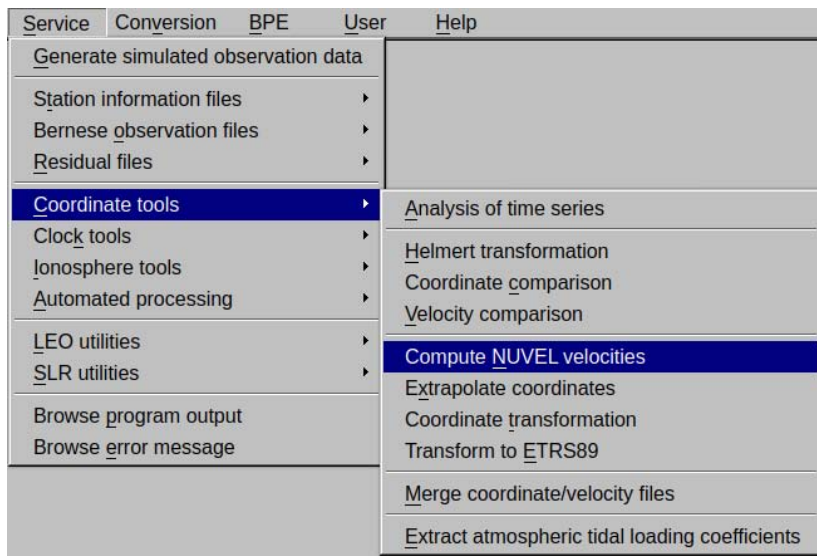 Service Conversion BPE User Help
Generate simulated observation data
Station information files
Bernese observation files
Residual files
Coordinate tools
Clock tools
Ionosphere tools
Automated processing
LEO utilities
SLR utilities
Browse program output
Browse error message
Analysis of time series
Helmert transformation
Coordinate comparison
Velocity comparison
Compute NUVEL velocities
Extrapolate coordinates
Coordinate transformation
Transform to ETRS89
Merge coordinate/velocity files
Extract atmospheric tidal loading coefficients